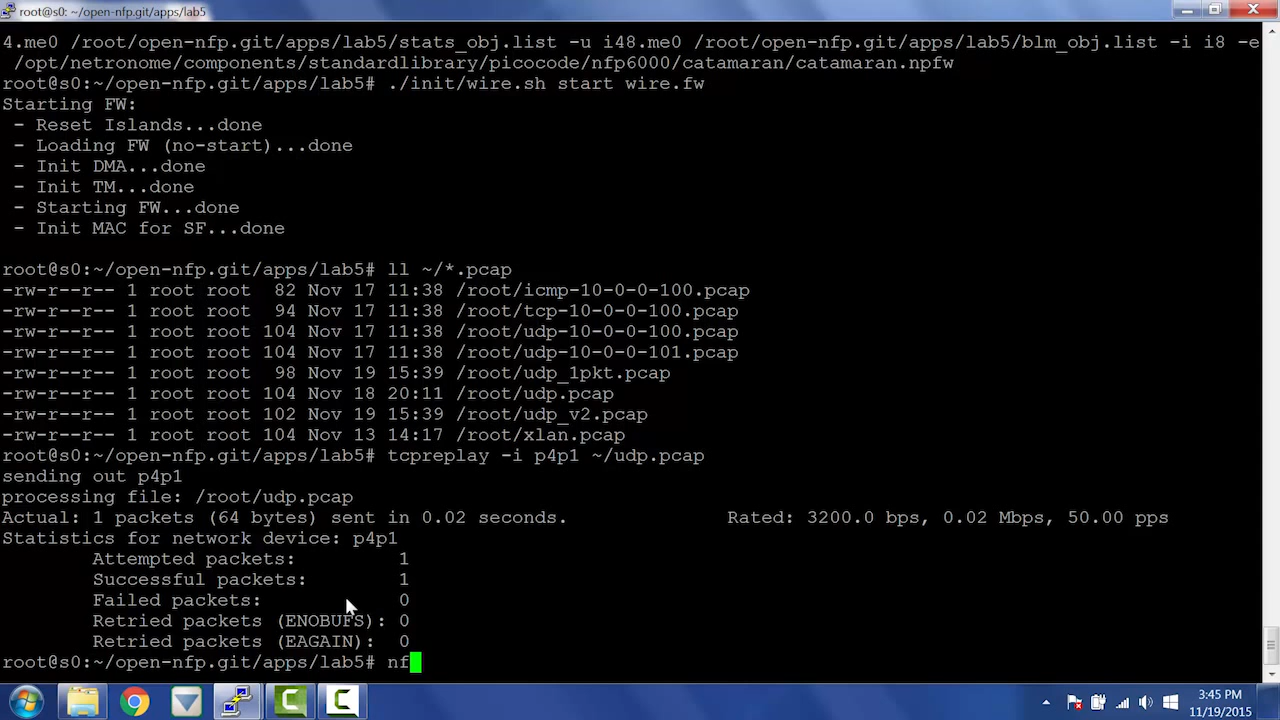 root@s0: ~/open-nfp.git/apps/lab5
4.me0 /root/open-nfp.git/apps/lab5/stats_obj.list -u i48.me0 /root/open-nfp.git/apps/lab5/blm_obj.list -i i8 -e
/opt/netronome/components/standardlibrary/picocode/nfp6000/catamaran/catamaran.npfw
root@s0:~/open-nfp.git/apps/lab5# ./init/wire.sh start wire.fw
Starting FW:
- Reset Islands...done
- Loading FW (no-start)...done
- Init DMA...done
- Init TM...done
- Starting FW...done
- Init MAC for SF...done
root@s0:~/open-nfp.git/apps/lab5# ll ~/*.pcap
-rw-r--r-- 1 root root  82 Nov 17 11:38 /root/icmp-10-0-0-100.pcap
-rw-r--r-- 1 root root  94 Nov 17 11:38 /root/tcp-10-0-0-100.pcap
-rw-r--r-- 1 root root 104 Nov 17 11:38 /root/udp-10-0-0-100.pcap
-rw-r--r-- 1 root root 104 Nov 17 11:38 /root/udp-10-0-0-101.pcap
-rw-r--r-- 1 root root  98 Nov 19 15:39 /root/udp_1pkt.pcap
-rw-r--r-- 1 root root 104 Nov 18 20:11 /root/udp.pcap
-rw-r--r-- 1 root root 102 Nov 19 15:39 /root/udp_v2.pcap
-rw-r--r-- 1 root root 104 Nov 13 14:17 /root/xlan.pcap
root@s0:~/open-nfp.git/apps/lab5# tcpreplay -i p4p1 ~/udp.pcap
sending out p4p1
processing file: /root/udp.pcap
Actual: 1 packets (64 bytes) sent in 0.02 seconds. Rated: 3200.0 bps, 0.02 Mbps, 50.00 pps
Statistics for network device: p4p1
Attempted packets: 1
Successful packets: 1
Failed packets: 0
Retried packets (ENOBUFS): 0
Retried packets (EAGAIN): 0
root@s0:~/open-nfp.git/apps/lab5# nf
3:45 PM
11/19/2015